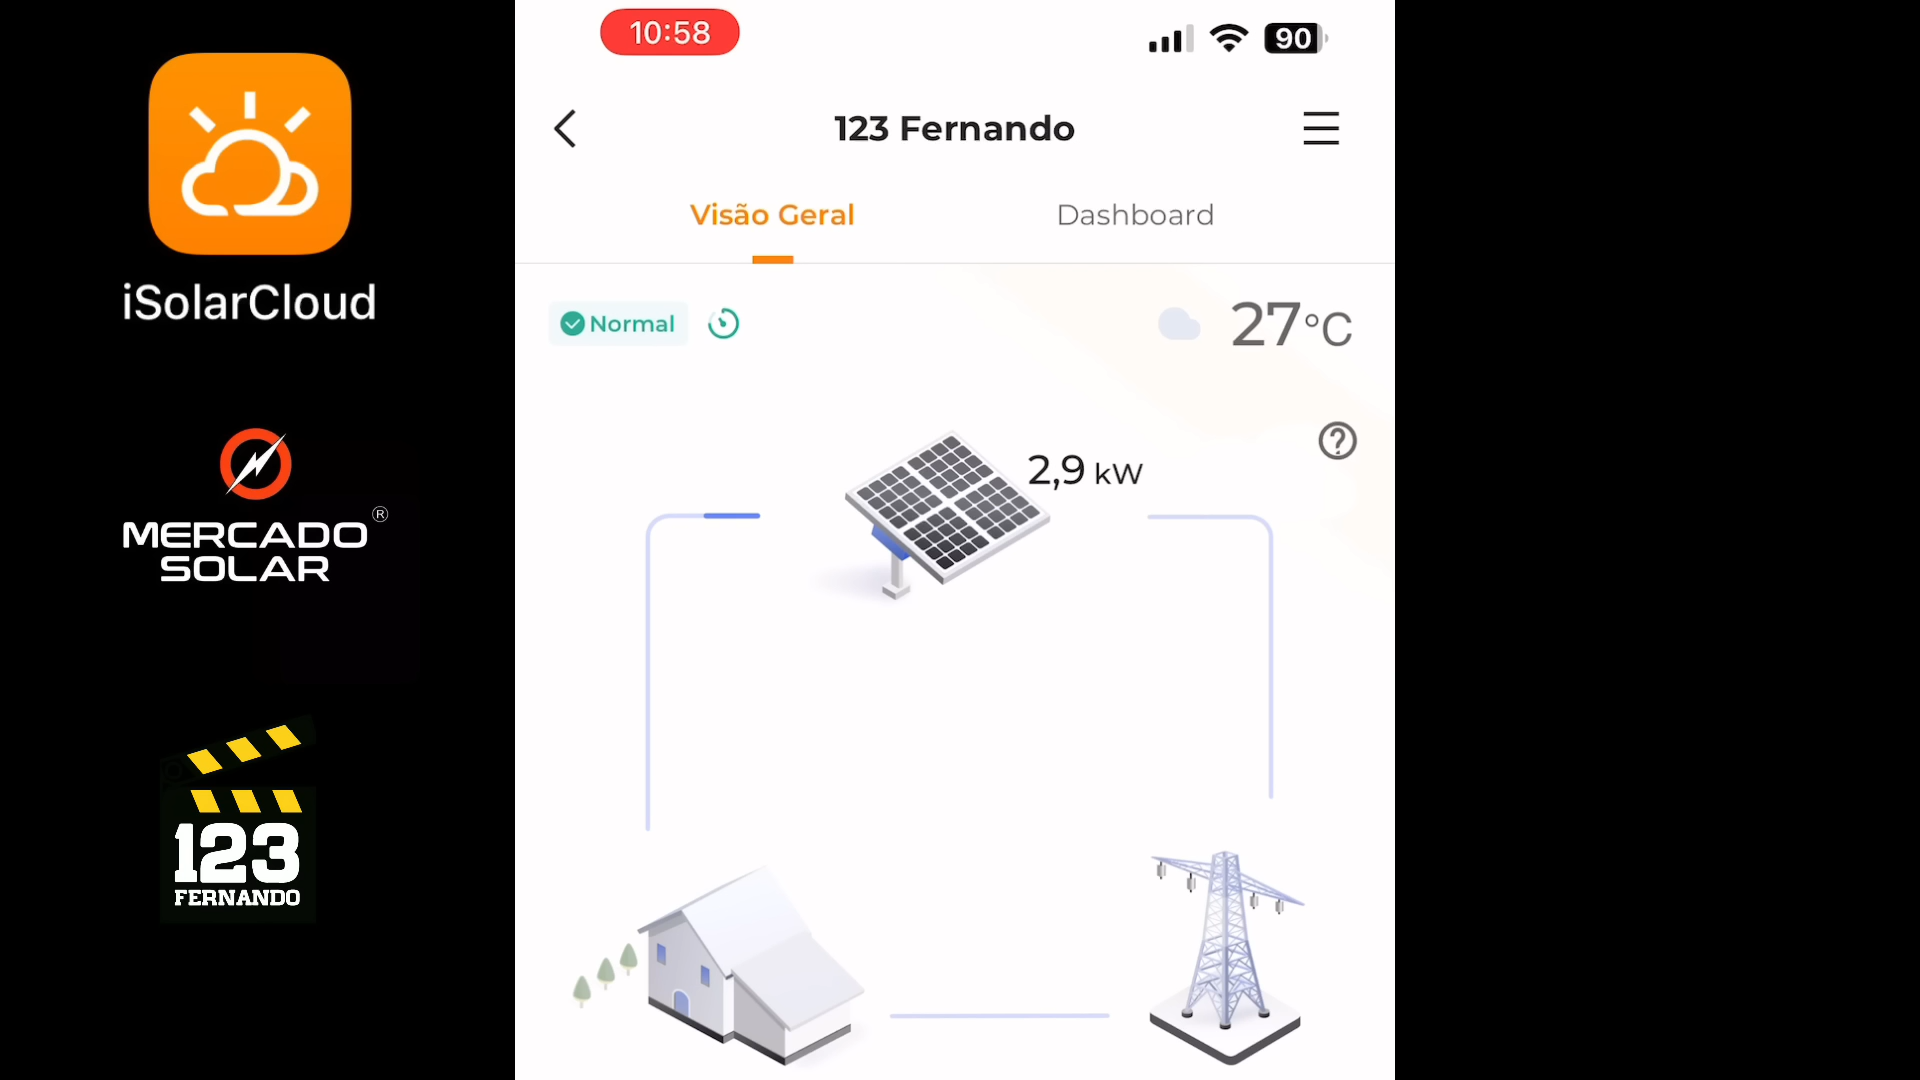 iSolarCloud
MERCADO ®
SOLAR
123
FERNANDO
10:58
90
123 Fernando
Visão Geral
Dashboard
Normal
27°C
2,9 kW